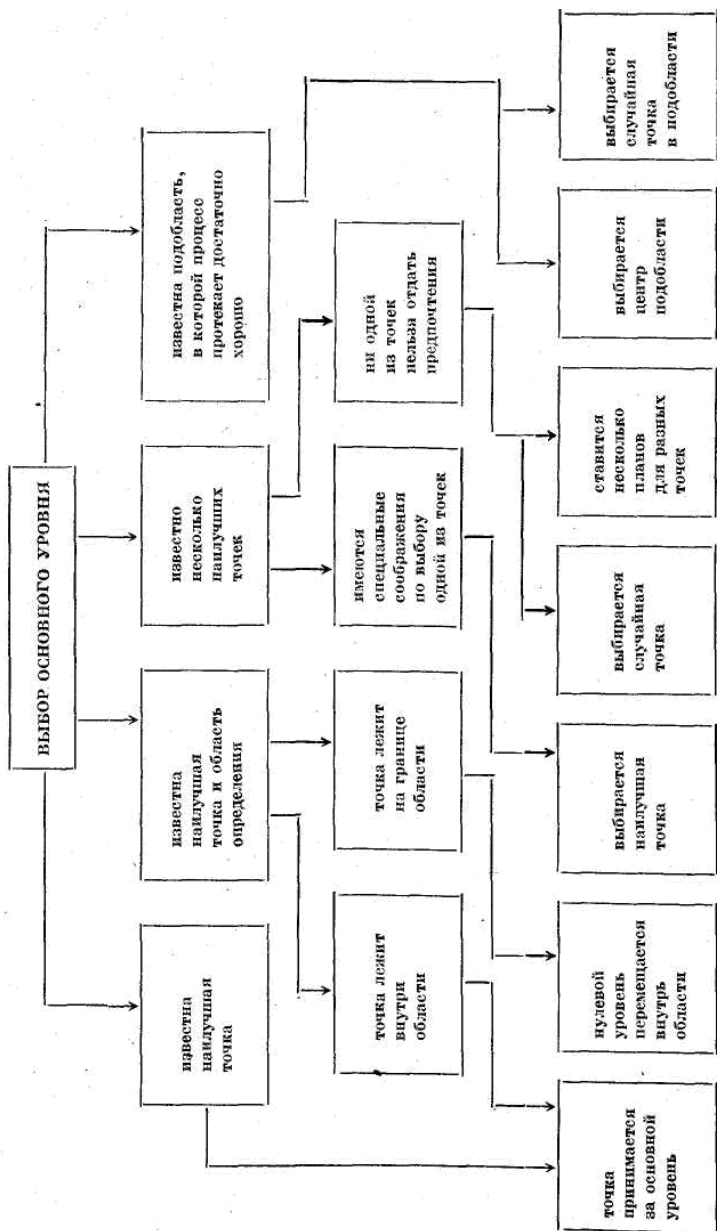 ВЫБОР ОСНОВНОГО УРОВНЯ
известна
наилучшая
точка
известна
наилучшая
точка и область
определения
известно
несколько
наилучших
точек
известна подобласть,
в которой процесс
протекает достаточно
хорошо
точка лежит
внутри
области
точка лежит
на границе
области
имеются
специальные
соображения
по выбору
одной из точек
ни одной
из точек
нельзя отдать
предпочтения
точка
принимается
за основной
уровень
нулевой
уровень
перемещается
внутрь
области
выбирается
наилучшая
точка
выбирается
случайная
точка
ставится
несколько
планов
для разных
точек
выбирается
центр
подобласти
выбирается
случайная
точка
в подобласти